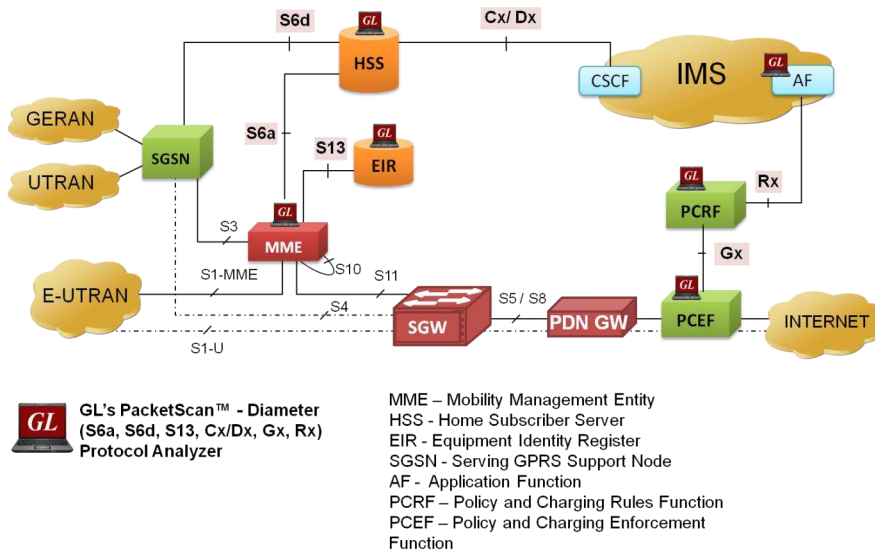 S6d
Cx/ Dx
GL
HSS
CSCF
IMS
GL
AF
GERAN
SGSN
UTRAN
S6a
S13
GL
EIR
GL
PCRF
Rx
S3
GL
MME
S10
Gx
E-UTRAN
S1-MME
S11
S4
S1-U
SGW
S5 / S8
PDN GW
GL
PCEF
INTERNET
GL
GL's PacketScan™ - Diameter
(S6a, S6d, S13, Cx/Dx, Gx, Rx)
Protocol Analyzer
MME – Mobility Management Entity
HSS - Home Subscriber Server
EIR - Equipment Identity Register
SGSN - Serving GPRS Support Node
AF - Application Function
PCRF – Policy and Charging Rules Function
PCEF – Policy and Charging Enforcement
Function